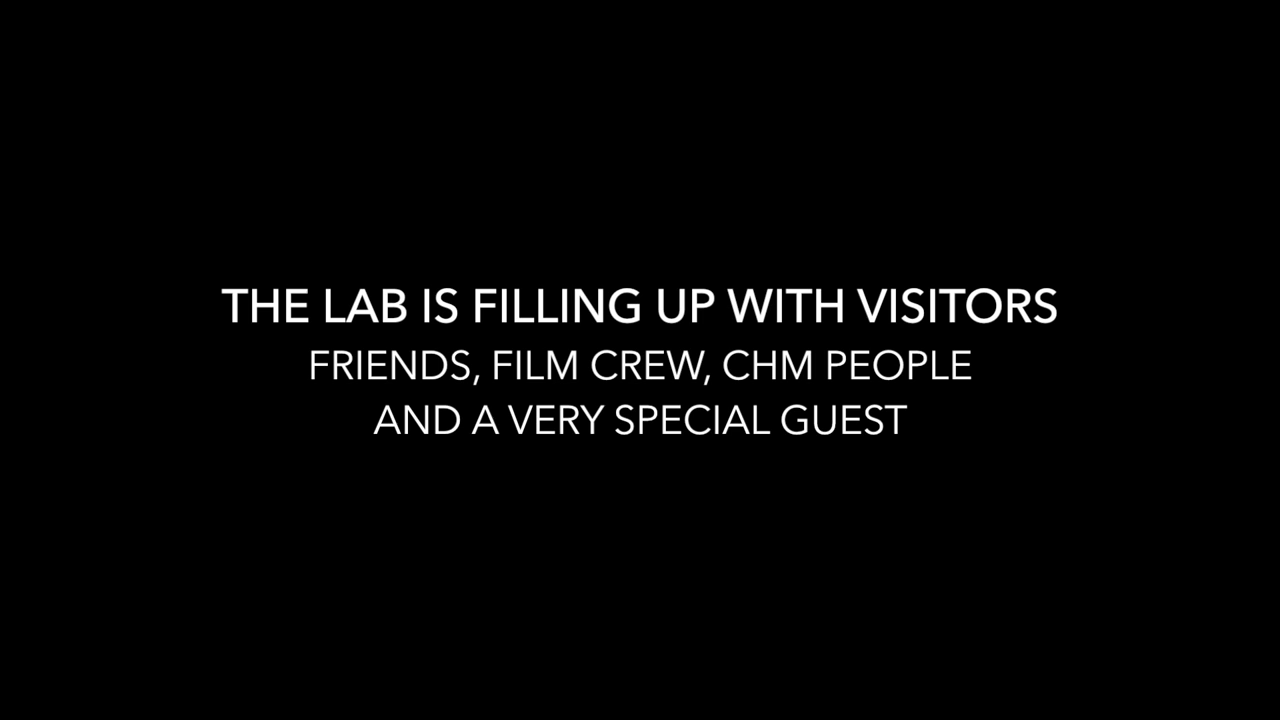 THE LAB IS FILLING UP WITH VISITORS
FRIENDS, FILM CREW, CHM PEOPLE
AND A VERY SPECIAL GUEST